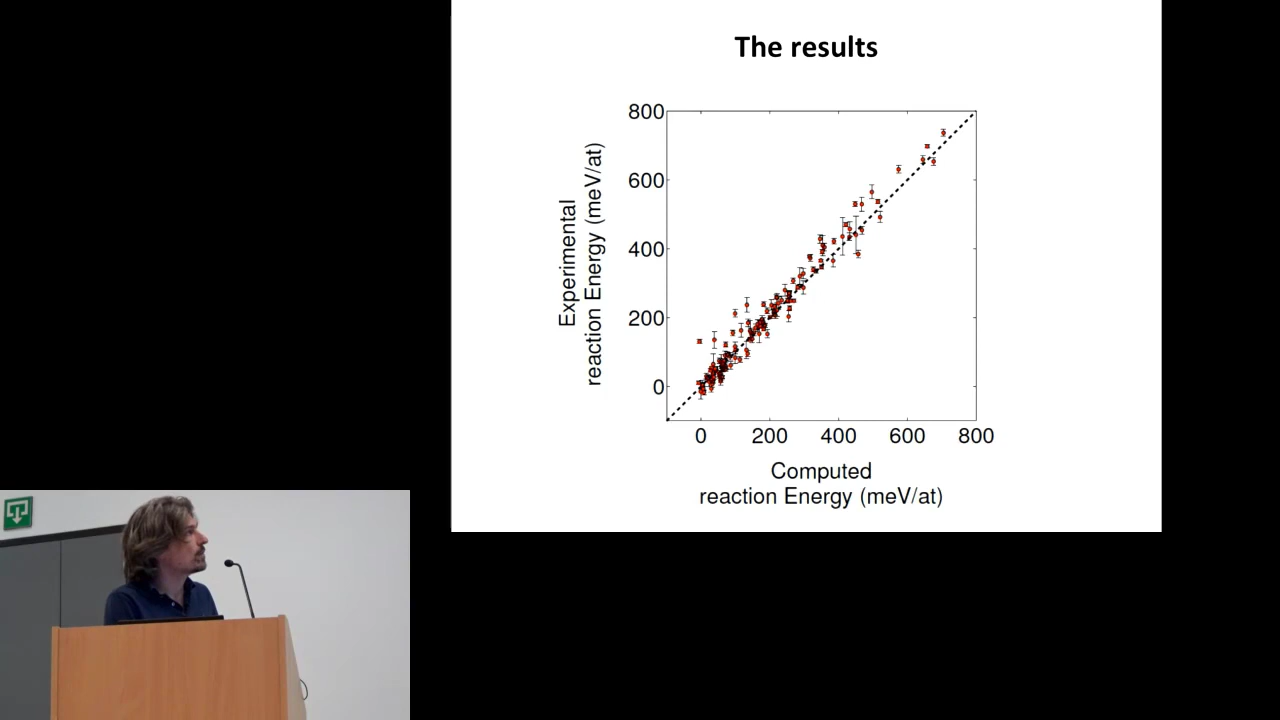 The results
Experimental
reaction Energy (meV/at)
800
600
400
200
0
0 200 400 600 800
Computed
reaction Energy (meV/at)